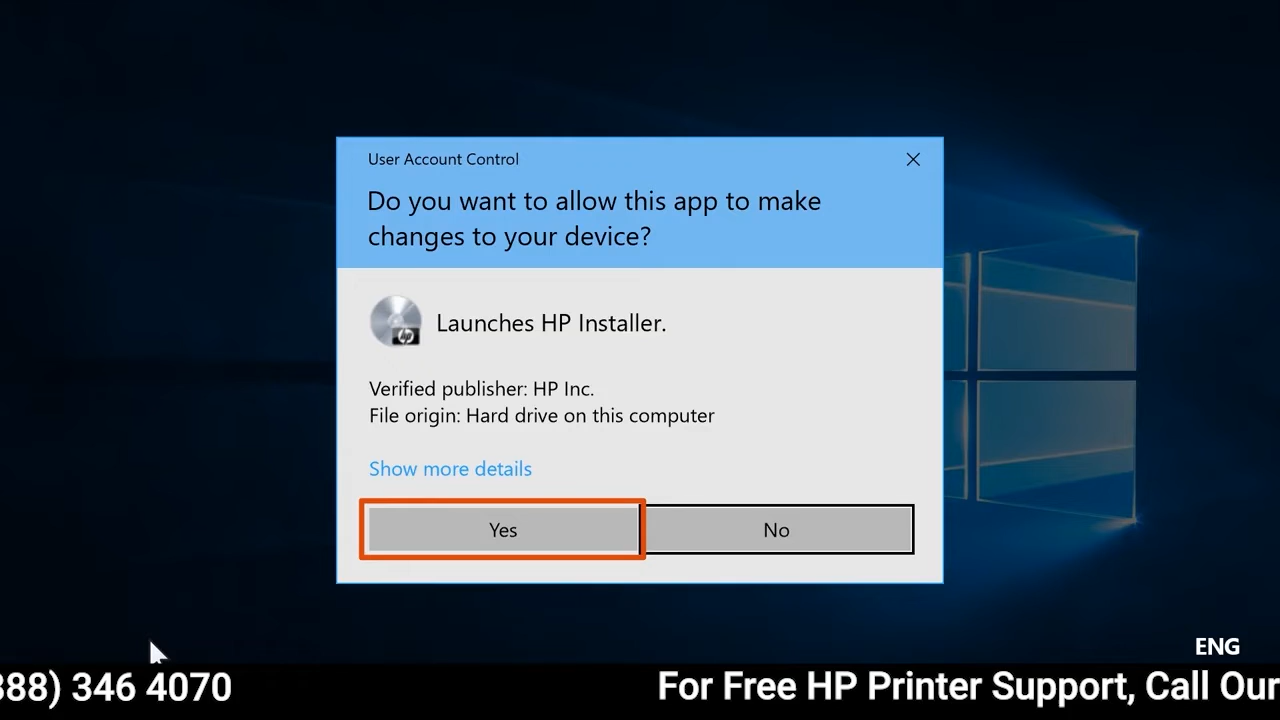 User Account Control
Do you want to allow this app to make
changes to your device?
hp
Launches HP Installer.
Verified publisher: HP Inc.
File origin: Hard drive on this computer
Show more details
Yes
No
ENG
388) 346 4070
For Free HP Printer Support, Call Our